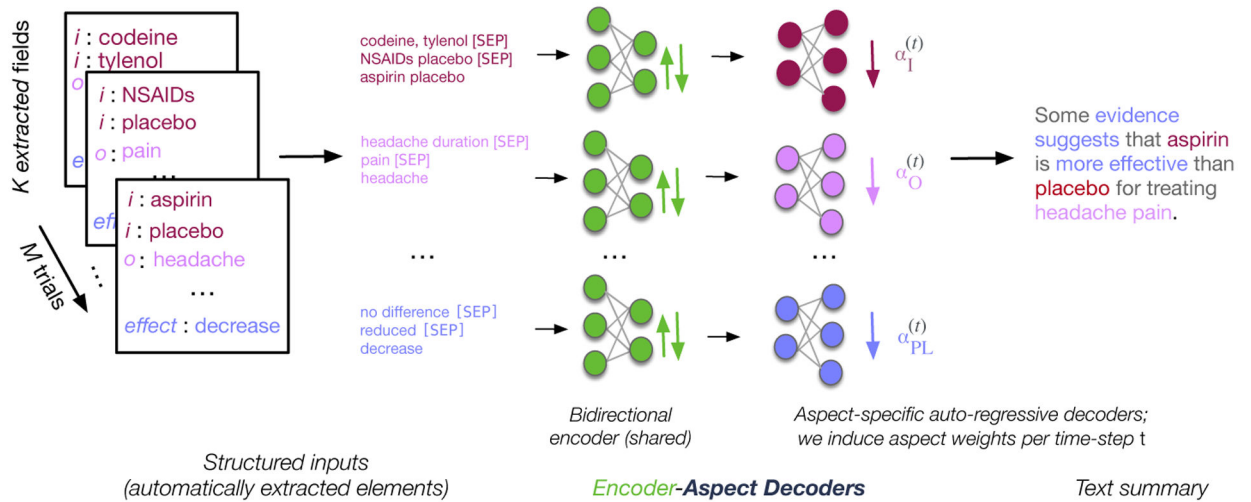 K extracted fields
i : codeine
i : tylenol
o
e
i : NSAIDs
i : placebo
o : pain
...
effe
i : aspirin
i : placebo
o : headache
...
effect : decrease
...
M trials
codeine, tylenol [SEP]
NSAIDs placebo [SEP]
aspirin placebo
headache duration [SEP]
pain [SEP]
headache
...
no difference [SEP]
reduced [SEP]
decrease
...
...
α_I^(t)
α_O^(t)
α_PL^(t)
Some evidence
suggests that aspirin
is more effective than
placebo for treating
headache pain.
Bidirectional
encoder (shared)
Aspect-specific auto-regressive decoders;
we induce aspect weights per time-step t
Structured inputs
(automatically extracted elements)
Encoder-Aspect Decoders
Text summary